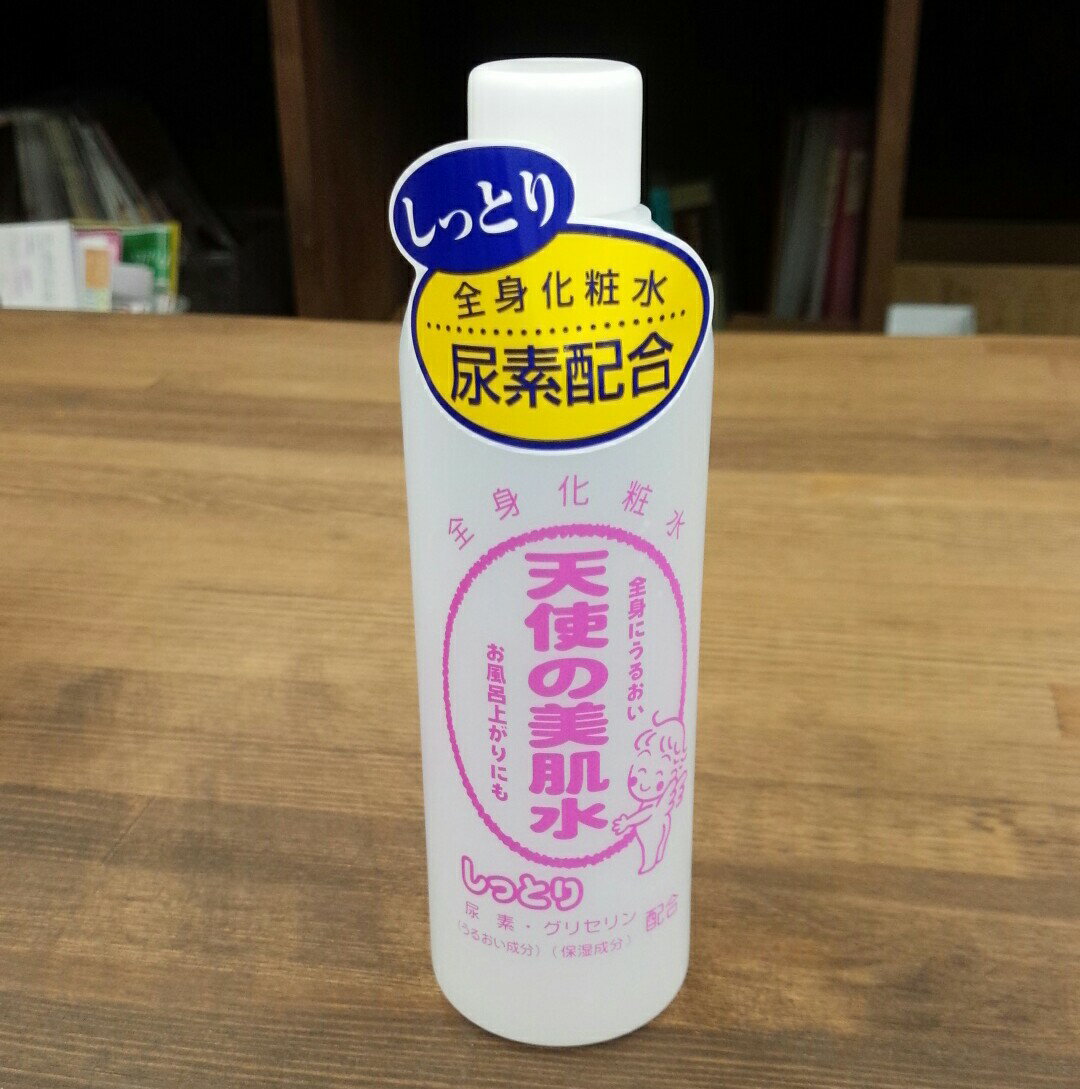 しっとり
全身化粧水
尿素配合
全身化粧水
天使の美肌水
全身にうるおい
お風呂上がりにも
しっとり
尿素・グリセリン配合
(うるおい成分)(保湿成分)